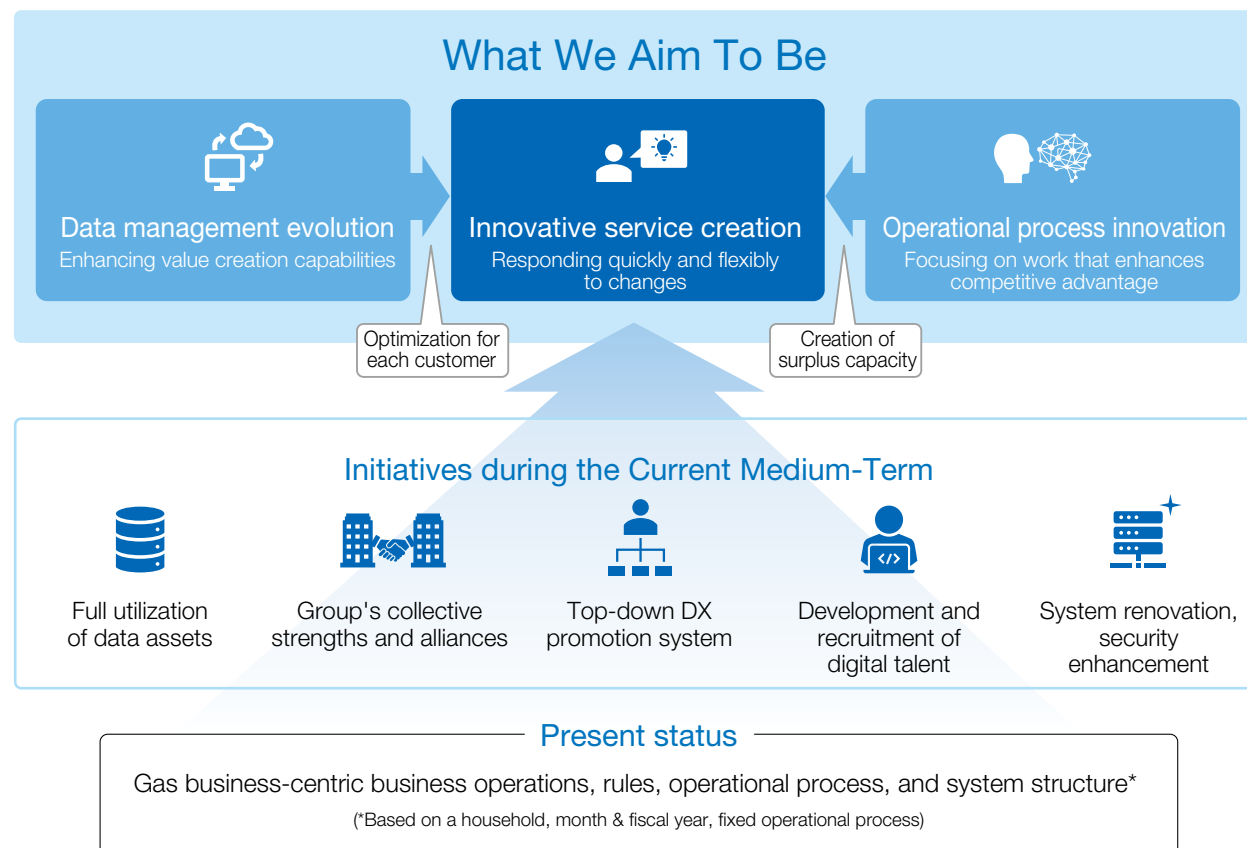 What We Aim To Be
Data management evolution
Enhancing value creation capabilities
Innovative service creation
Responding quickly and flexibly
to changes
Operational process innovation
Focusing on work that enhances
competitive advantage
Optimization for
each customer
Creation of
surplus capacity
Initiatives during the Current Medium-Term
Full utilization
of data assets
Group's collective
strengths and alliances
Top-down DX
promotion system
</>
Development and
recruitment of
digital talent
System renovation,
security
enhancement
Present status
Gas business-centric business operations, rules, operational process, and system structure*
(*Based on a household, month & fiscal year, fixed operational process)